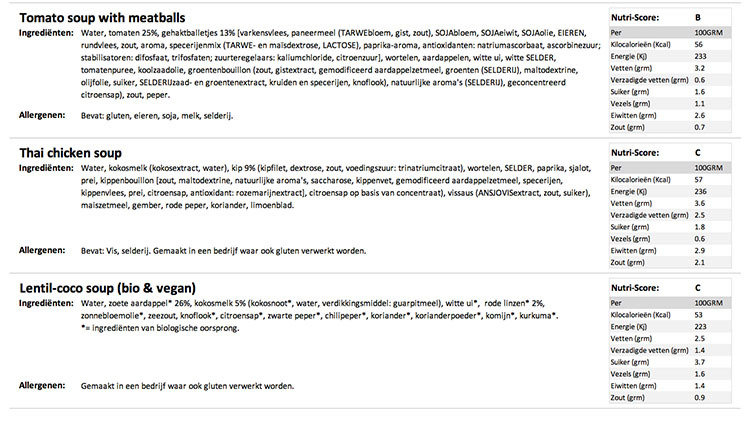 Tomato soup with meatballs
Ingrediënten: Water, tomaten 25%, gehaktballetjes 13% [varkensvlees, paneermeel (TARWEbloem, gist, zout), SOJAbloem, SOJAeiwit, SOJAolie, EIEREN,
rundvlees, zout, aroma, specerijenmix (TARWE- en maïsdextrose, LACTOSE), paprika-aroma, antioxidanten: natriumascorbaat, ascorbinezuur;
stabilisatoren: difosfaat, trifosfaten; zuurteregelaars: kaliumchloride, citroenzuur], wortelen, aardappelen, witte ui, witte SELDER,
tomatenpuree, koolzaadolie, groentenbouillon (zout, gistextract, gemodificeerd aardappelzetmeel, groenten (SELDERIJ), maltodextrine,
olijfolie, suiker, SELDERIJzaad- en groentenextract, kruiden en specerijen, knoflook), natuurlijke aroma's (SELDERIJ), geconcentreerd
citroensap), zout, peper.
Allergenen: Bevat: gluten, eieren, soja, melk, selderij.
Nutri-Score: B
Per 100GRM
Kilocalorieën (Kcal) 56
Energie (Kj) 233
Vetten (grm) 3.2
Verzadigde vetten (grm) 0.6
Suiker (grm) 1.6
Vezels (grm) 1.1
Eiwitten (grm) 2.6
Zout (grm) 0.7
Thai chicken soup
Ingrediënten: Water, kokosmelk (kokosextract, water), kip 9% (kipfilet, dextrose, zout, voedingszuur: trinatriumcitraat), wortelen, SELDER, paprika, sjalot,
prei, kippenbouillon [zout, maltodextrine, natuurlijke aroma's, saccharose, kippenvet, gemodificeerd aardappelzetmeel, specerijen,
kippenvlees, prei, citroensap, antioxidant: rozemarijnextract], citroensap op basis van concentraat), vissaus (ANSJOVISextract, zout, suiker),
maiszetmeel, gember, rode peper, koriander, limoenblad.
Allergenen: Bevat: Vis, selderij. Gemaakt in een bedrijf waar ook gluten verwerkt worden.
Nutri-Score: C
Per 100GRM
Kilocalorieën (Kcal) 57
Energie (Kj) 236
Vetten (grm) 3.6
Verzadigde vetten (grm) 2.5
Suiker (grm) 1.8
Vezels (grm) 0.6
Eiwitten (grm) 2.9
Zout (grm) 2.1
Lentil-coco soup (bio & vegan)
Ingrediënten: Water, zoete aardappel* 26%, kokosmelk 5% (kokosnoot*, water, verdikkingsmiddel: guarpitmeel), witte ui*, rode linzen* 2%,
zonnebloemolie*, zeezout, knoflook*, citroensap*, zwarte peper*, chilipeper*, koriander*, korianderpoeder*, komijn*, kurkuma*.
*= ingrediënten van biologische oorsprong.
Allergenen: Gemaakt in een bedrijf waar ook gluten verwerkt worden.
Nutri-Score: C
Per 100GRM
Kilocalorieën (Kcal) 53
Energie (Kj) 223
Vetten (grm) 2.5
Verzadigde vetten (grm) 1.4
Suiker (grm) 3.7
Vezels (grm) 1.6
Eiwitten (grm) 1.4
Zout (grm) 0.9